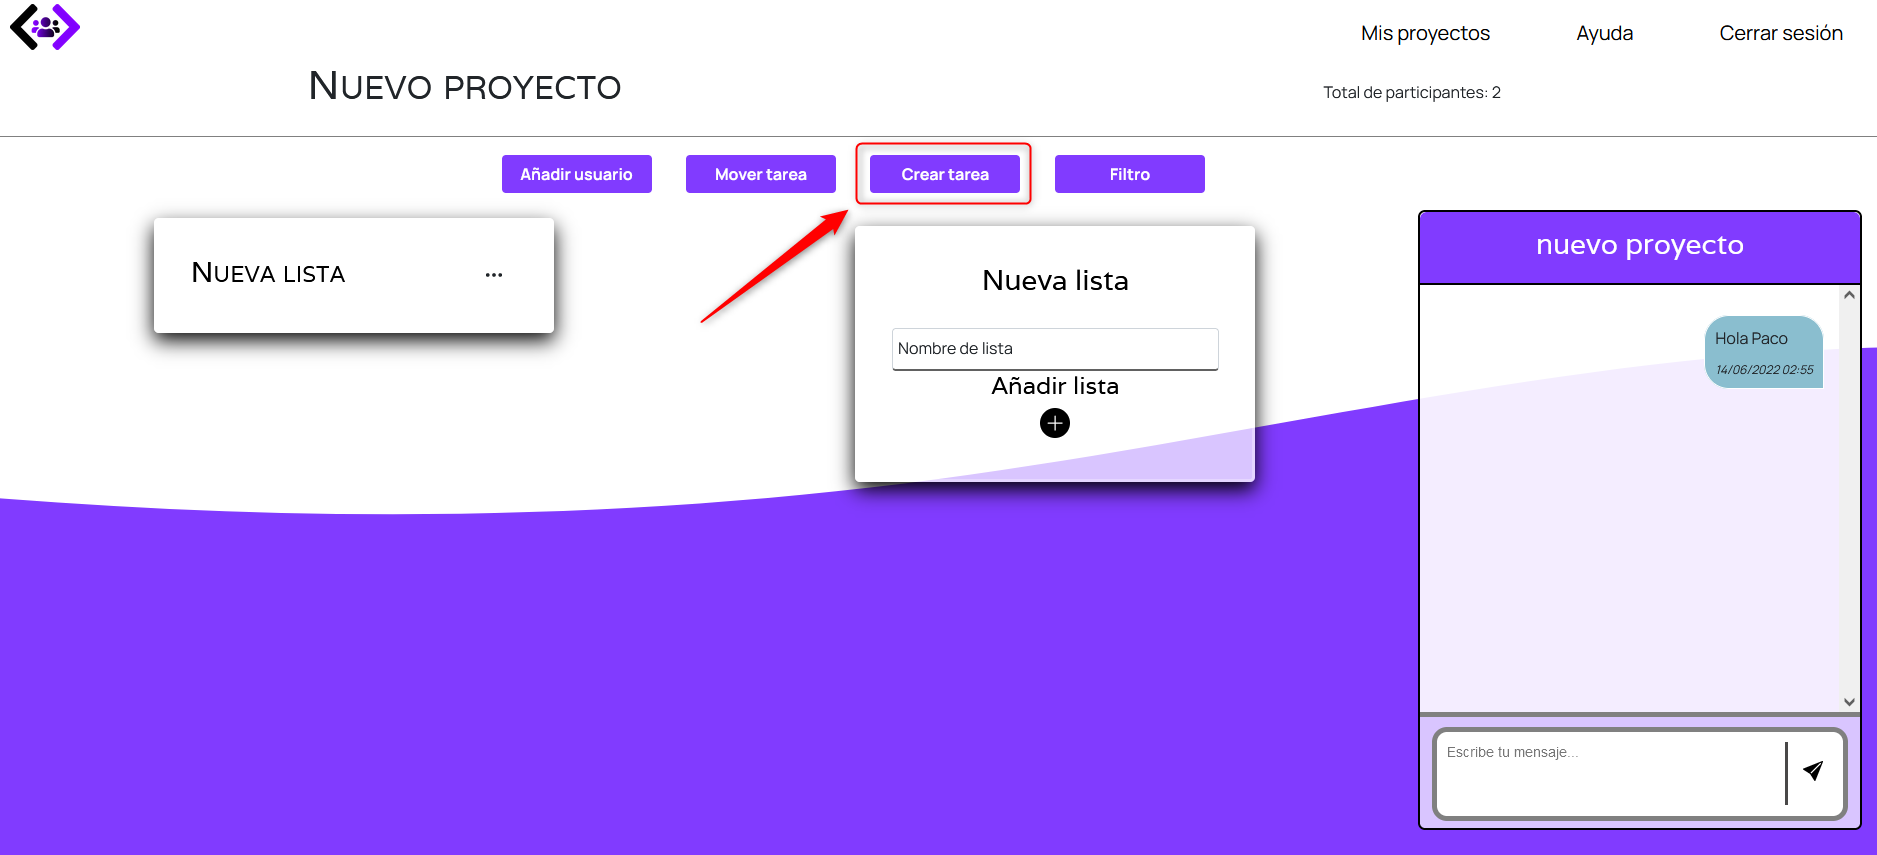 Mis proyectos Ayuda Cerrar sesión
Nuevo proyecto
Total de participantes: 2
Añadir usuario Mover tarea Crear tarea Filtro
Nueva lista ...
Nueva lista
Nombre de lista
Añadir lista
nuevo proyecto
Hola Paco
14/06/2022 02:55
Escribe tu mensaje...